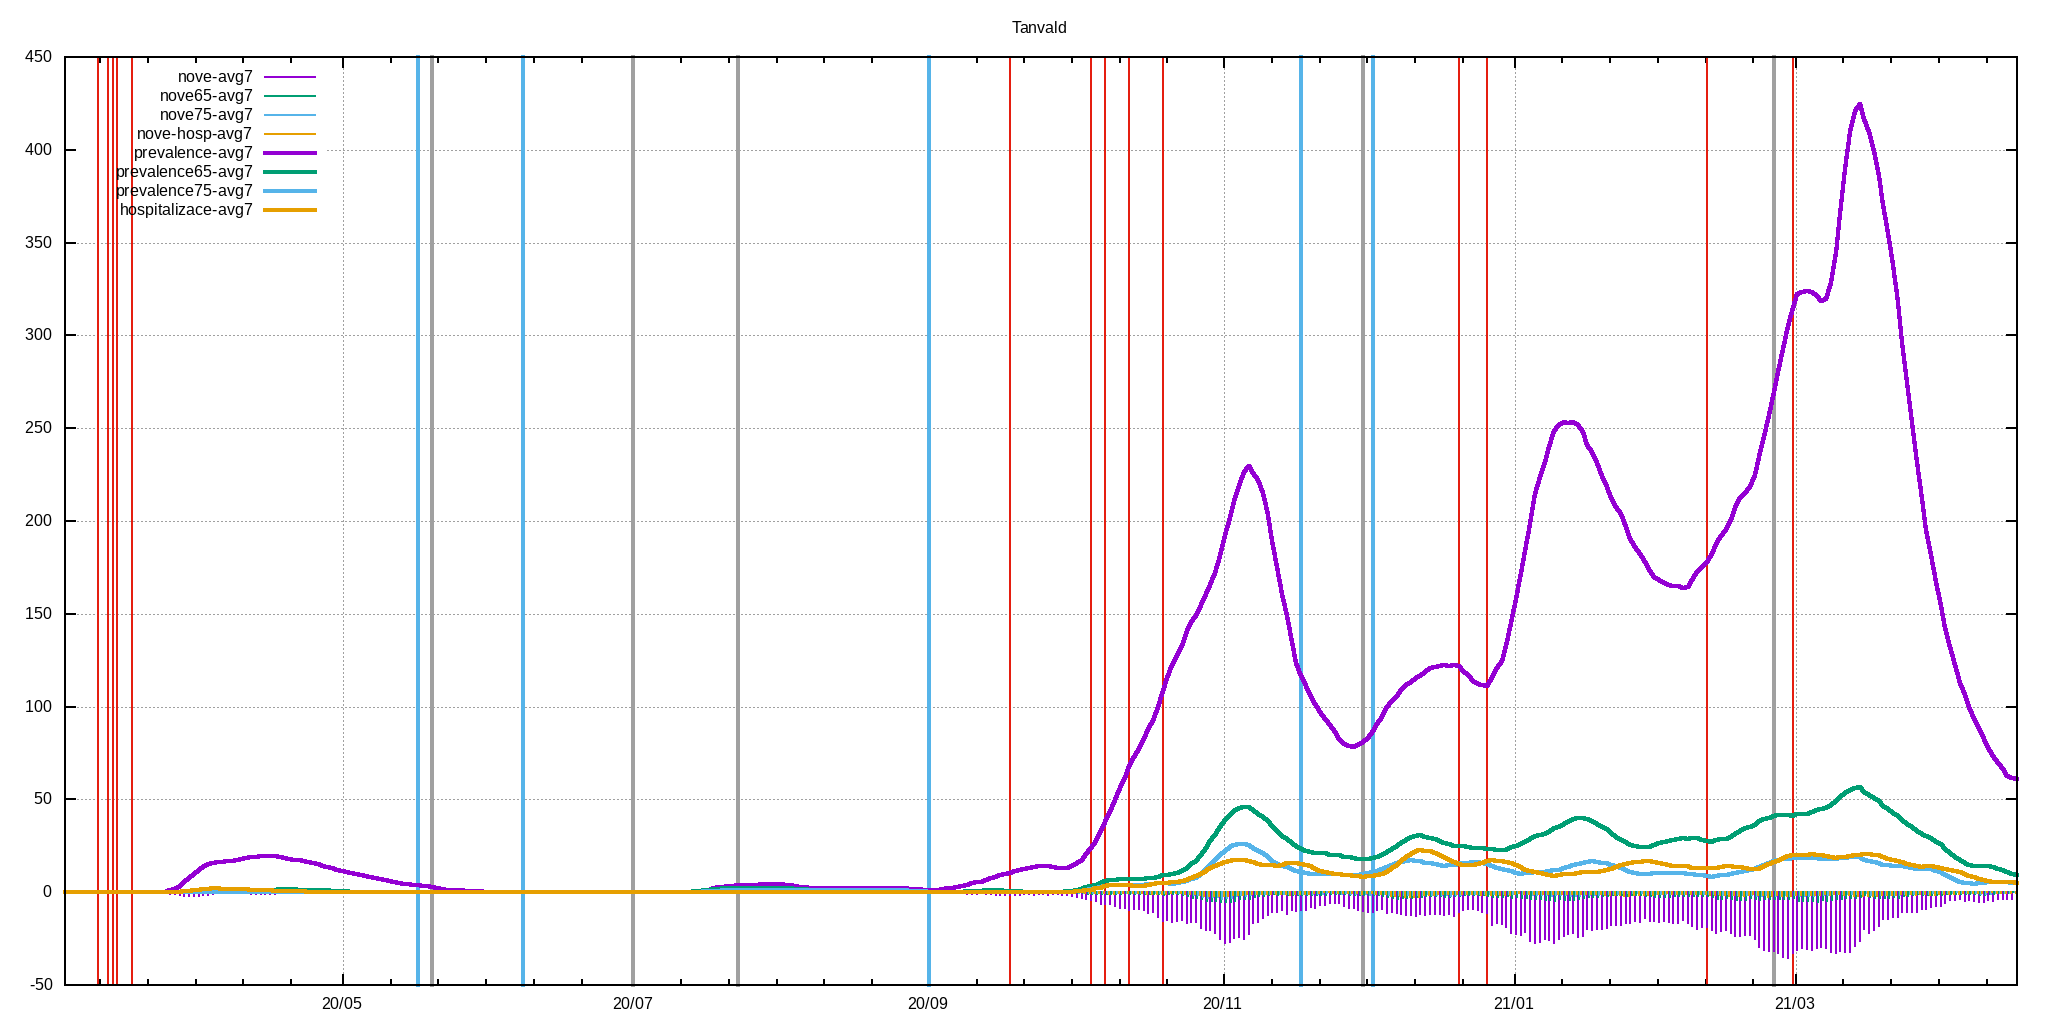 Tanvald
450
400
350
300
250
200
150
100
50
0
-50
nove-avg7
nove65-avg7
nove75-avg7
nove-hosp-avg7
prevalence-avg7
prevalence65-avg7
prevalence75-avg7
hospitalizace-avg7
20/05 20/07 20/09 20/11 21/01 21/03